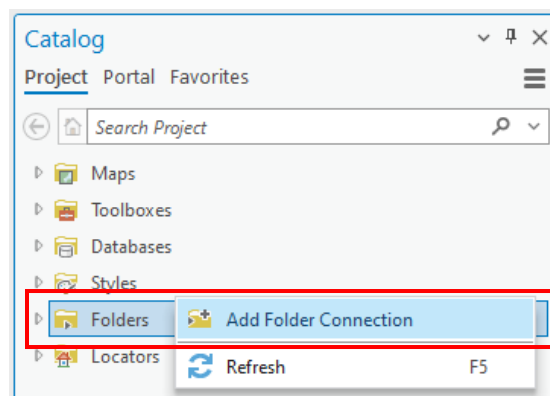 Catalog
Project Portal Favorites
Search Project
Maps
Toolboxes
Databases
Styles
Folders Add Folder Connection
Locators Refresh F5